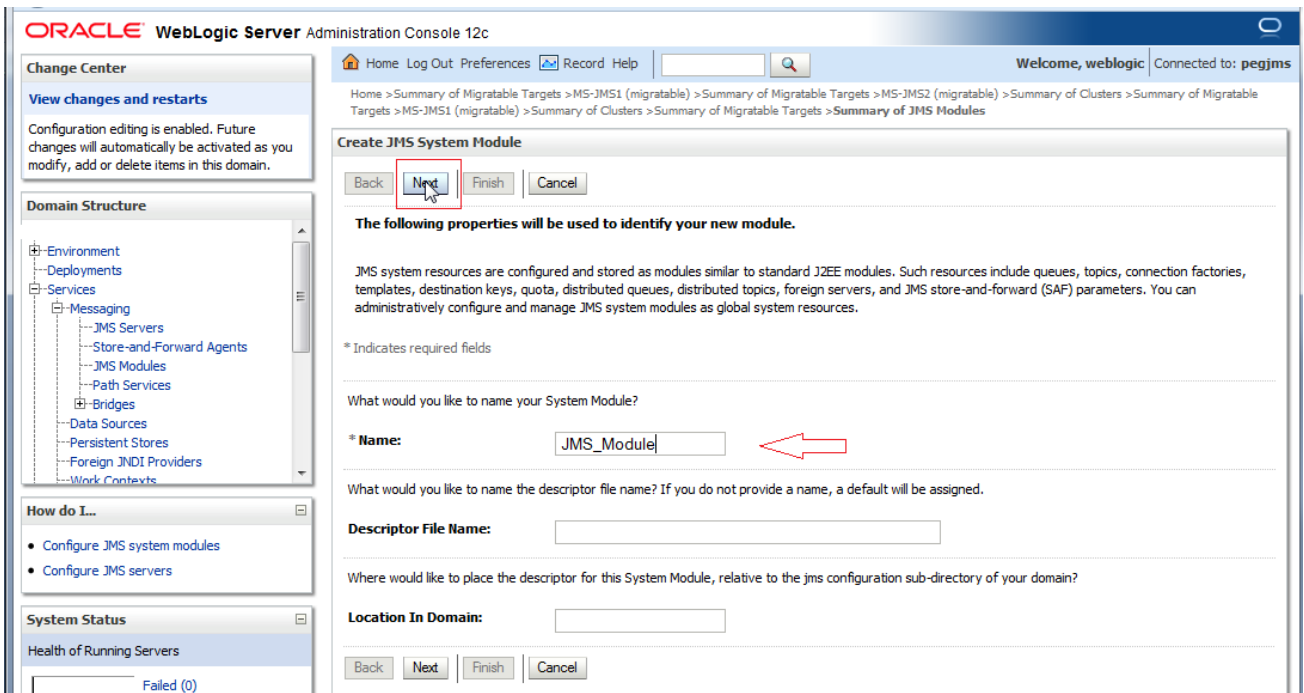 ORACLE WebLogic Server Administration Console 12c
Change Center
View changes and restarts
Configuration editing is enabled. Future
changes will automatically be activated as you
modify, add or delete items in this domain.
Domain Structure
Environment
Deployments
Services
Messaging
JMS Servers
Store-and-Forward Agents
JMS Modules
Path Services
Bridges
Data Sources
Persistent Stores
Foreign JNDI Providers
Work Contexts
How do I...
Configure JMS system modules
Configure JMS servers
System Status
Health of Running Servers
Failed (0)
Home Log Out Preferences Record Help
Welcome, weblogic Connected to: pegjms
Home >Summary of Migratable Targets >MS-JMS1 (migratable) >Summary of Migratable Targets >MS-JMS2 (migratable) >Summary of Clusters >Summary of Migratable
Targets >MS-JMS1 (migratable) >Summary of Clusters >Summary of Migratable Targets >Summary of JMS Modules
Create JMS System Module
Back Next Finish Cancel
The following properties will be used to identify your new module.
JMS system resources are configured and stored as modules similar to standard J2EE modules. Such resources include queues, topics, connection factories,
templates, destination keys, quota, distributed queues, distributed topics, foreign servers, and JMS store-and-forward (SAF) parameters. You can
administratively configure and manage JMS system modules as global system resources.
* Indicates required fields
What would you like to name your System Module?
* Name: JMS_Module
What would you like to name the descriptor file name? If you do not provide a name, a default will be assigned.
Descriptor File Name:
Where would like to place the descriptor for this System Module, relative to the jms configuration sub-directory of your domain?
Location In Domain:
Back Next Finish Cancel